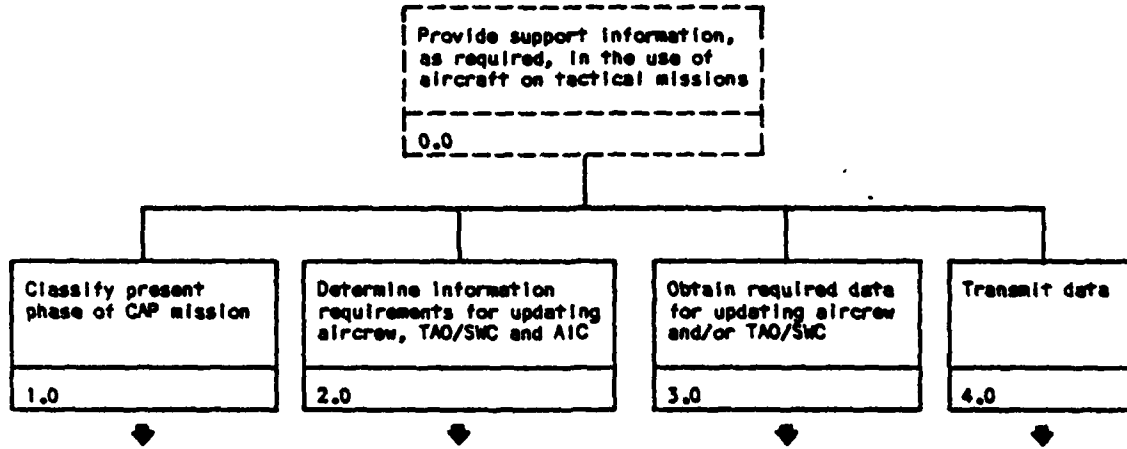 Provide support information,
as required, in the use of
aircraft on tactical missions
0.0
Classify present
phase of CAP mission
1.0
Determine information
requirements for updating
aircrew, TAO/SWC and AIC
2.0
Obtain required data
for updating aircrew
and/or TAO/SWC
3.0
Transmit data
4.0